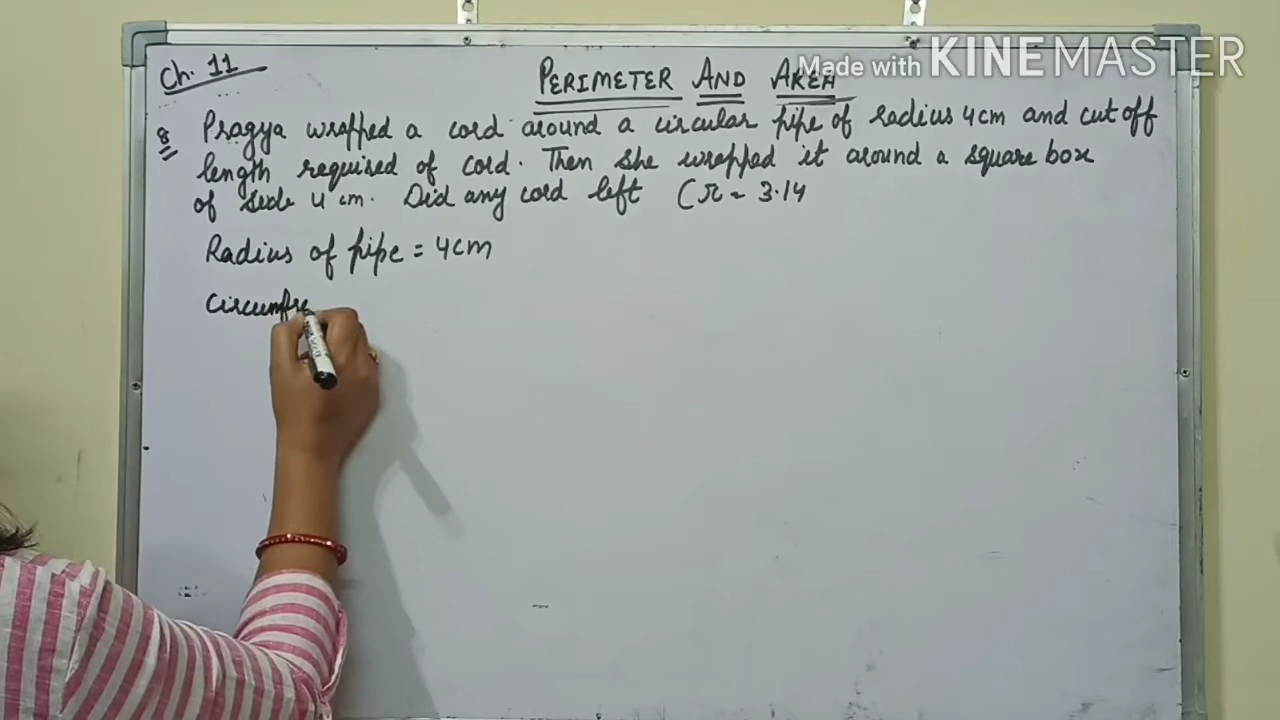 Made with KINEMASTER
Ch. 11
PERIMETER AND AREA
8 Pragya wrapped a cord around a circular pipe of radius 4cm and cut off
length required of cord. Then she wrapped it around a square box
of side 4 cm. Did any cord left (π = 3.14
Radius of pipe = 4cm
Circumfre